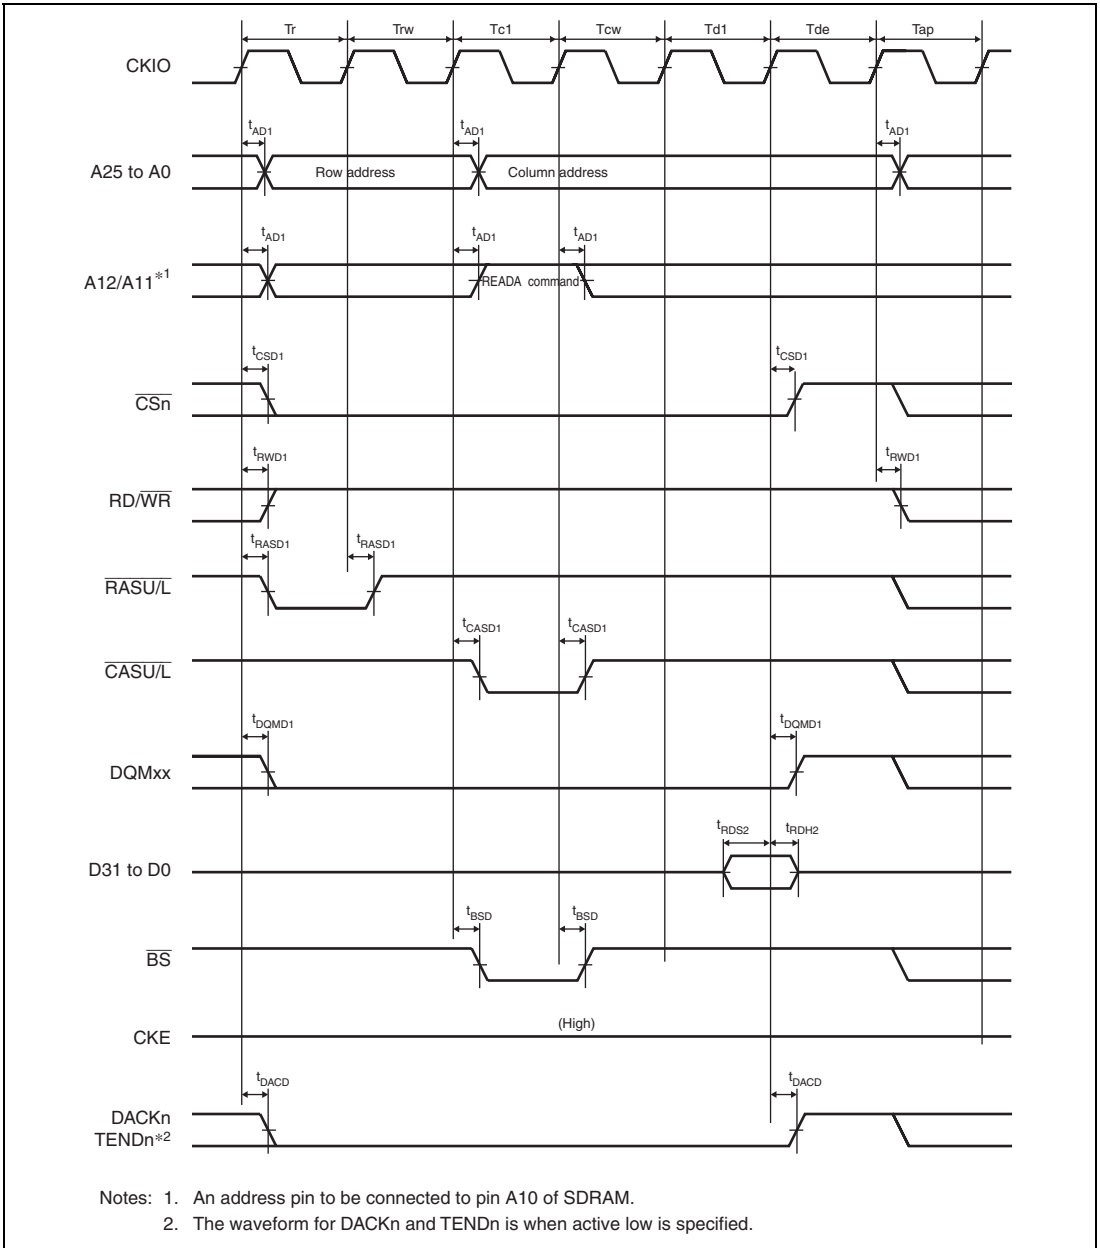 Tr Trw Tc1 Tcw Td1 Tde Tap
CKIO
tAD1 tAD1 tAD1
A25 to A0 Row address Column address
tAD1 tAD1 tAD1
A12/A11*1 READA command
tCSD1 tCSD1
CSn
tRWD1 tRWD1
RD/WR
tRASD1 tRASD1
RASU/L
tCASD1 tCASD1
CASU/L
tDQMD1 tDQMD1
DQMxx
tRDS2 tRDH2
D31 to D0
tBSD tBSD
BS
(High)
CKE
tDACD tDACD
DACKn
TENDn*2
Notes: 1. An address pin to be connected to pin A10 of SDRAM.
2. The waveform for DACKn and TENDn is when active low is specified.